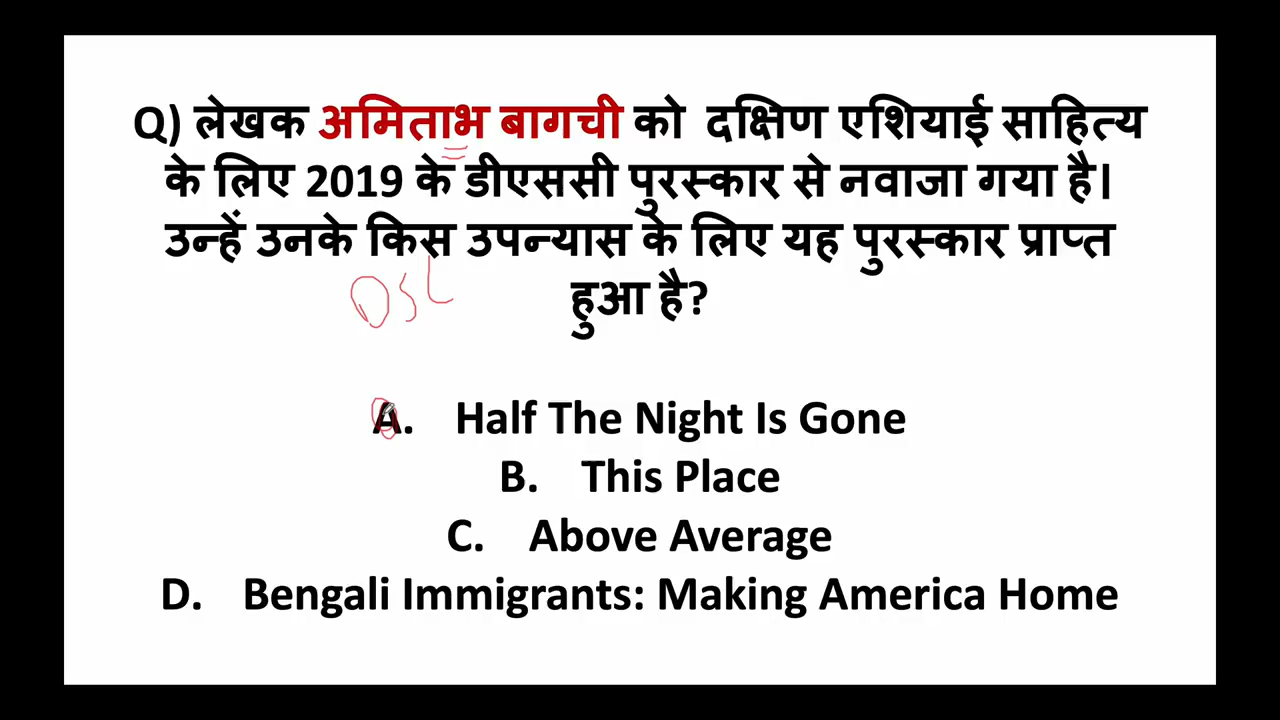 Q) लेखक अमिताभ बागची को दक्षिण एशियाई साहित्य
के लिए 2019 के डीएससी पुरस्कार से नवाजा गया है।
उन्हें उनके किस उपन्यास के लिए यह पुरस्कार प्राप्त
हुआ है?
DSC
A. Half The Night Is Gone
B. This Place
C. Above Average
D. Bengali Immigrants: Making America Home